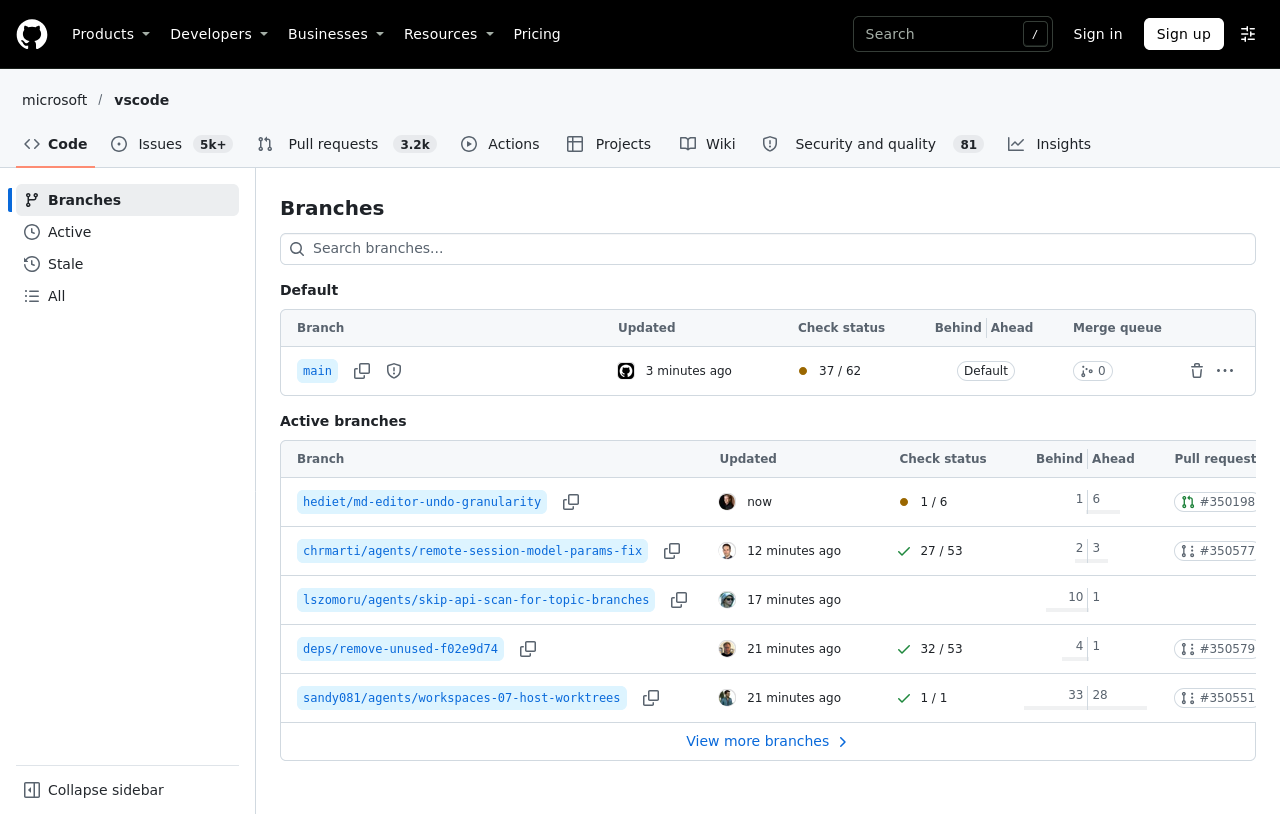 Products Developers Businesses Resources Pricing Search / Sign in Sign up
microsoft / vscode
Code Issues 5k+ Pull requests 3.2k Actions Projects Wiki Security and quality 81 Insights
Branches
Active
Stale
All
Collapse sidebar
Branches
Search branches...
Default
Branch Updated Check status Behind Ahead Merge queue
main 3 minutes ago 37 / 62 Default 0
Active branches
Branch Updated Check status Behind Ahead Pull request
hediet/md-editor-undo-granularity now 1 / 6 1 6 #350198
chrmarti/agents/remote-session-model-params-fix 12 minutes ago 27 / 53 2 3 #350577
lszomoru/agents/skip-api-scan-for-topic-branches 17 minutes ago 10 1
deps/remove-unused-f02e9d74 21 minutes ago 32 / 53 4 1 #350579
sandy081/agents/workspaces-07-host-worktrees 21 minutes ago 1 / 1 33 28 #350551
View more branches